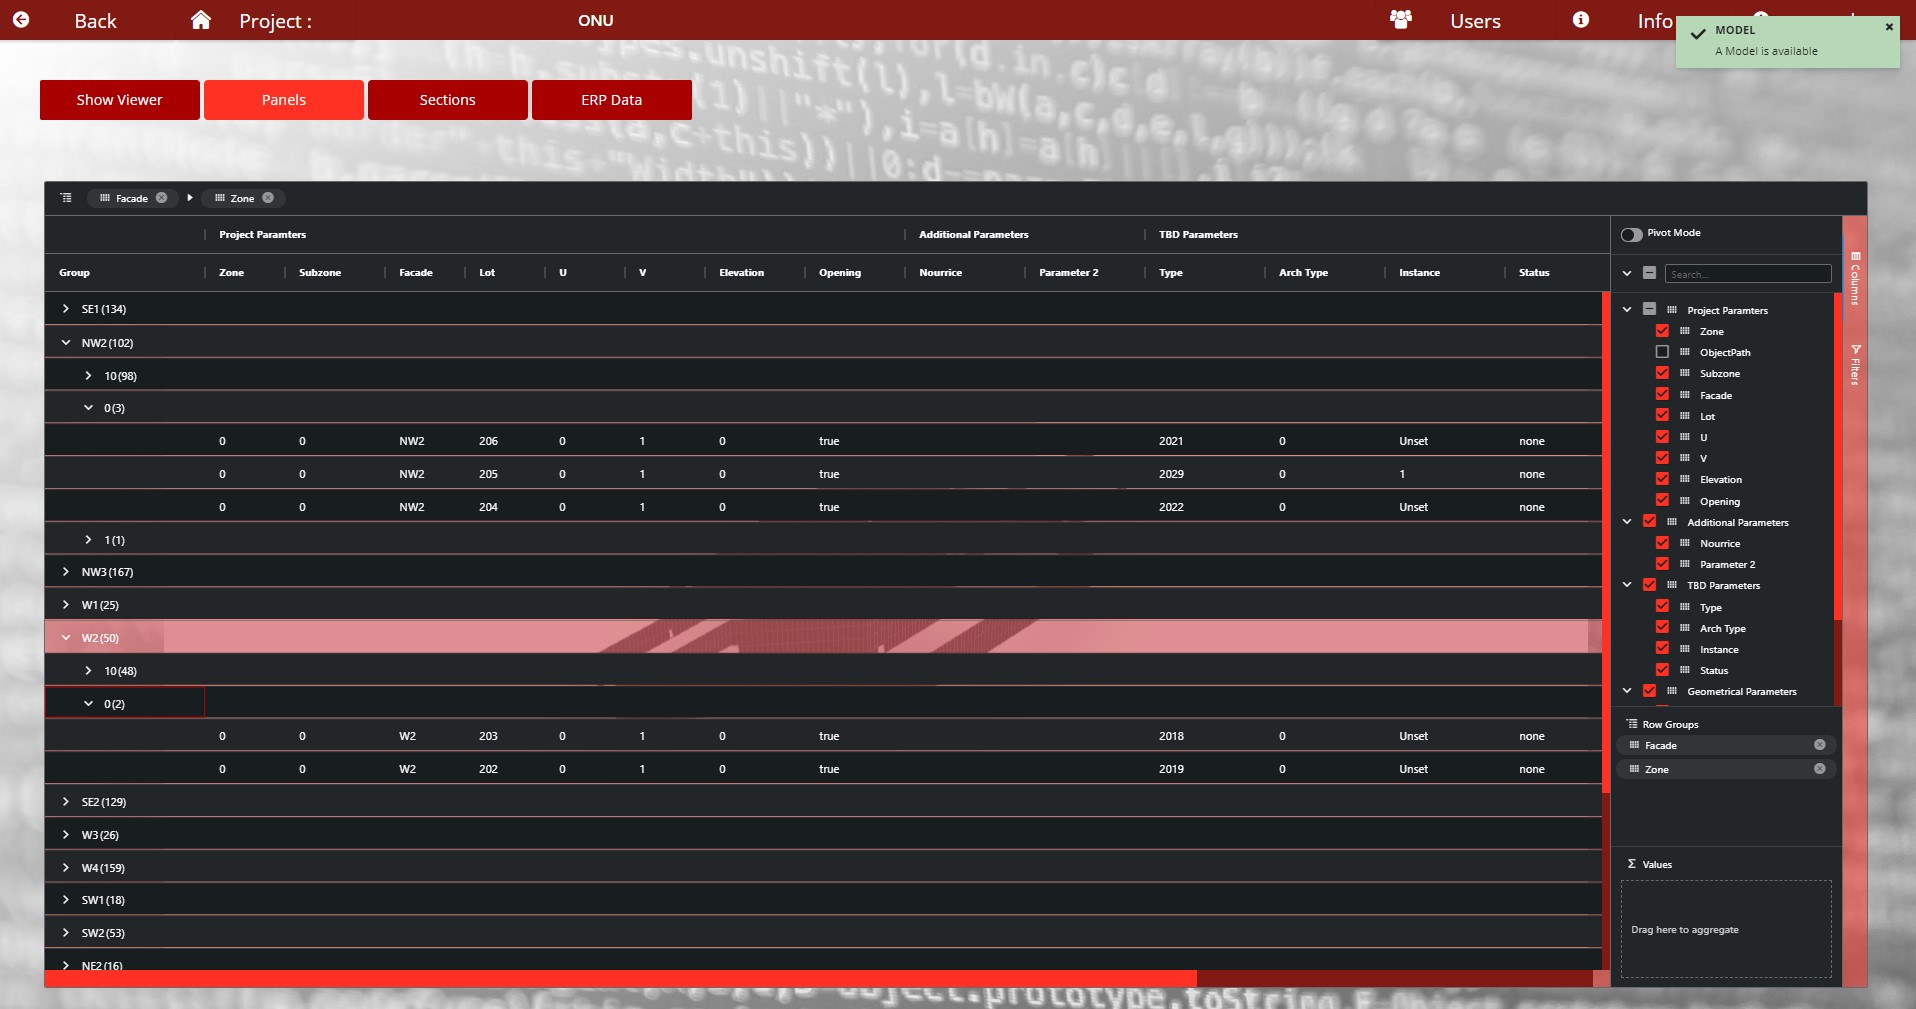 Back Project : ONU Users Info
MODEL
A Model is available
Show Viewer Panels Sections ERP Data
Facade Zone
Project Paramters Additional Parameters TBD Parameters
Group Zone Subzone Facade Lot U V Elevation Opening Nourrice Parameter 2 Type Arch Type Instance Status
SE1 (134)
NW2 (102)
10 (98)
0 (3)
0 0 NW2 206 0 1 0 true 2021 0 Unset none
0 0 NW2 205 0 1 0 true 2029 0 1 none
0 0 NW2 204 0 1 0 true 2022 0 Unset none
1 (1)
NW3 (167)
W1 (25)
W2 (50)
10 (48)
0 (2)
0 0 W2 203 0 1 0 true 2018 0 Unset none
0 0 W2 202 0 1 0 true 2019 0 Unset none
SE2 (129)
W3 (26)
W4 (159)
SW1 (18)
SW2 (53)
NE2 (16)
Pivot Mode
Search...
Project Paramters
Zone
ObjectPath
Subzone
Facade
Lot
U
V
Elevation
Opening
Additional Parameters
Nourrice
Parameter 2
TBD Parameters
Type
Arch Type
Instance
Status
Geometrical Parameters
Row Groups
Facade
Zone
Values
Drag here to aggregate
Columns
Filters